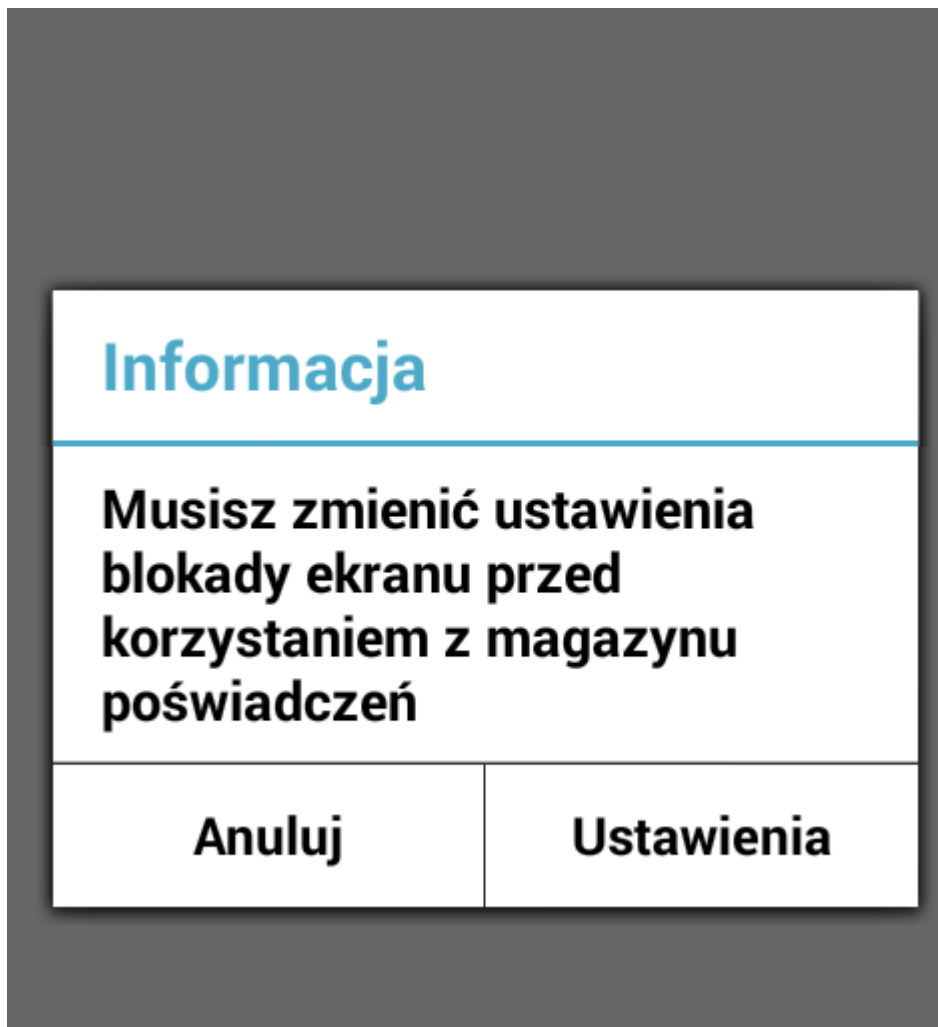 Informacja
Musisz zmienić ustawienia
blokady ekranu przed
korzystaniem z magazynu
poświadczeń
Anuluj
Ustawienia